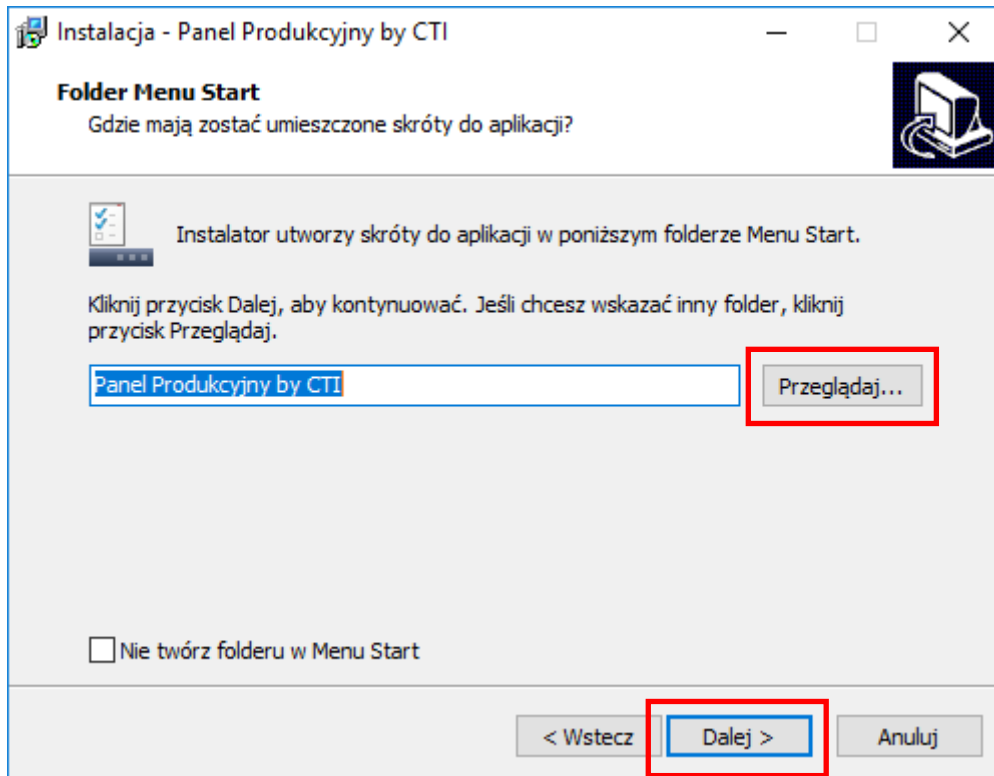 Instalacja - Panel Produkcyjny by CTI
Folder Menu Start
Gdzie mają zostać umieszczone skróty do aplikacji?
Instalator utworzy skróty do aplikacji w poniższym folderze Menu Start.
Kliknij przycisk Dalej, aby kontynuować. Jeśli chcesz wskazać inny folder, kliknij
przycisk Przeglądaj.
Panel Produkcyjny by CTI
Przeglądaj...
Nie twórz folderu w Menu Start
< Wstecz
Dalej >
Anuluj